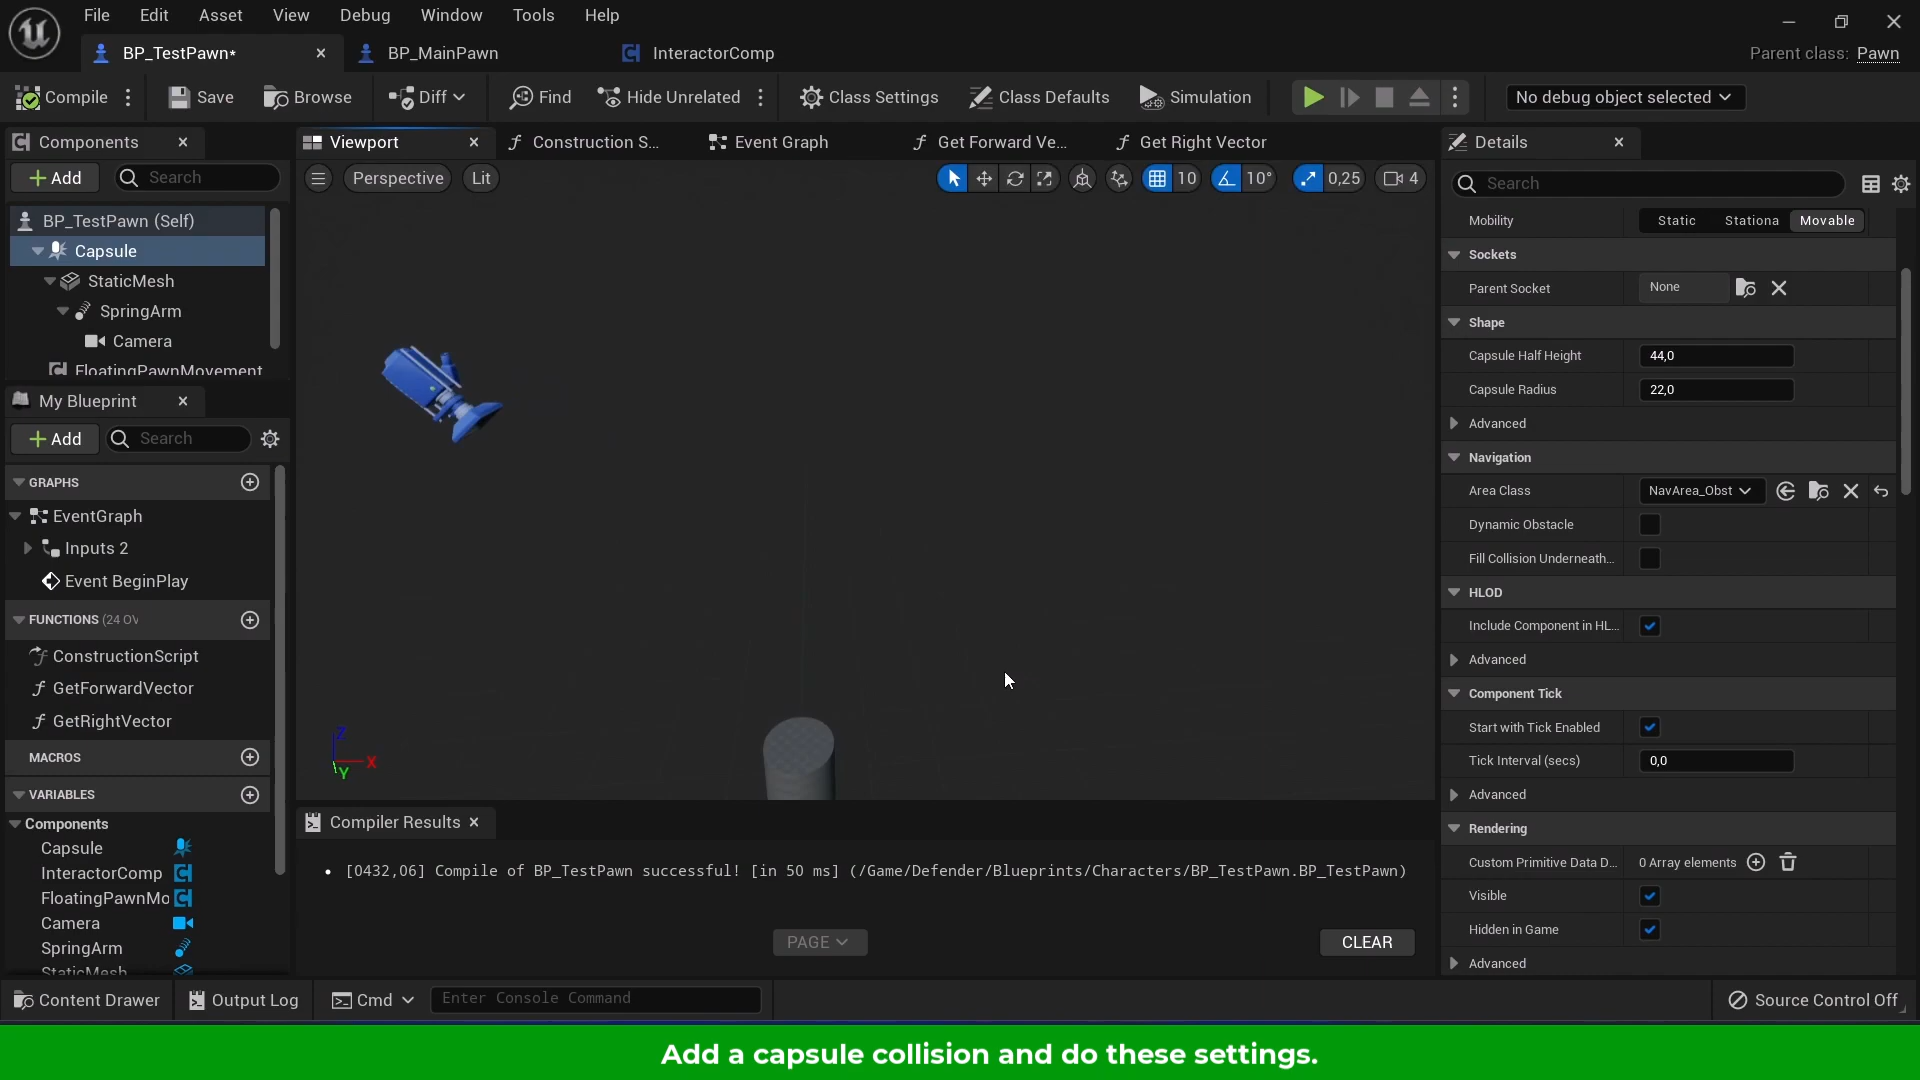 File Edit Asset View Debug Window Tools Help
BP_TestPawn* BP_MainPawn InteractorComp Parent class: Pawn
Compile Save Browse Diff Find Hide Unrelated Class Settings Class Defaults Simulation No debug object selected
Components
Add Search
BP_TestPawn (Self)
Capsule
StaticMesh
SpringArm
Camera
FloatingPawnMovement
My Blueprint
Add Search
GRAPHS
EventGraph
Inputs 2
Event BeginPlay
FUNCTIONS (24 OV
ConstructionScript
GetForwardVector
GetRightVector
MACROS
VARIABLES
Components
Capsule
InteractorComp
FloatingPawnMo
Camera
SpringArm
StaticMesh
Viewport Construction S... Event Graph Get Forward Ve... Get Right Vector
Perspective Lit 10 10° 0,25 4
Z
X
Y
Compiler Results
[0432,06] Compile of BP_TestPawn successful! [in 50 ms] (/Game/Defender/Blueprints/Characters/BP_TestPawn.BP_TestPawn)
PAGE CLEAR
Details
Search
Mobility Static Stationa Movable
Sockets
Parent Socket None
Shape
Capsule Half Height 44,0
Capsule Radius 22,0
Advanced
Navigation
Area Class NavArea_Obst
Dynamic Obstacle
Fill Collision Underneath...
HLOD
Include Component in HL...
Advanced
Component Tick
Start with Tick Enabled
Tick Interval (secs) 0,0
Advanced
Rendering
Custom Primitive Data D... 0 Array elements
Visible
Hidden in Game
Advanced
Content Drawer Output Log Cmd Enter Console Command Source Control Off
Add a capsule collision and do these settings.